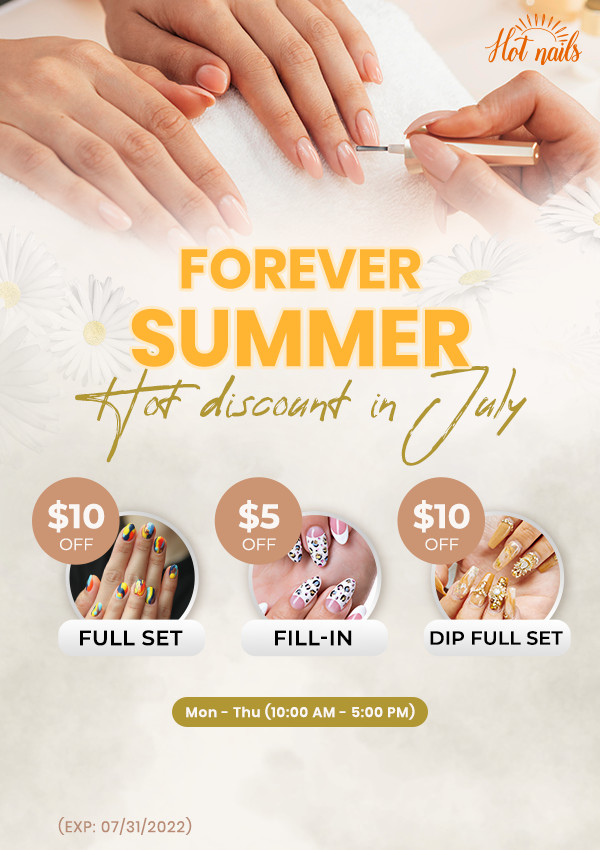 Hot nails
FOREVER
SUMMER
Hot discount in July
$10
OFF
$5
OFF
$10
OFF
FULL SET
FILL-IN
DIP FULL SET
Mon - Thu (10:00 AM - 5:00 PM)
(EXP: 07/31/2022)